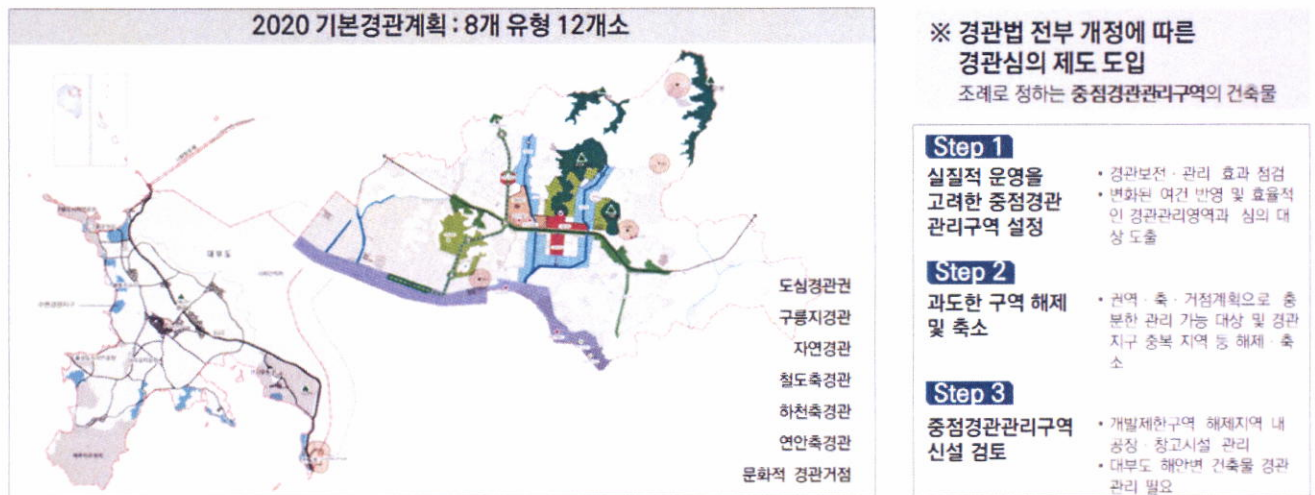 2020 기본경관계획 : 8개 유형 12개소
대부도
도심경관권
구릉지경관
자연경관
철도축경관
하천축경관
연안축경관
문화적 경관거점
※ 경관법 전부 개정에 따른
경관심의 제도 도입
조례로 정하는 중점경관관리구역의 건축물
Step 1
실질적 운영을
고려한 중점경관
관리구역 설정
• 경관보전 · 관리 효과 점검
• 변화된 여건 반영 및 효율적
인 경관관리영역과 심의 대
상 도출
Step 2
과도한 구역 해제
및 축소
• 권역 · 축 · 거점계획으로 충
분한 관리 가능 대상 및 경관
지구 중복 지역 등 해제 · 축
소
Step 3
중점경관관리구역
신설 검토
• 개발제한구역 해제지역 내
공장 · 창고시설 관리
• 대부도 해안변 건축물 경관
관리 필요